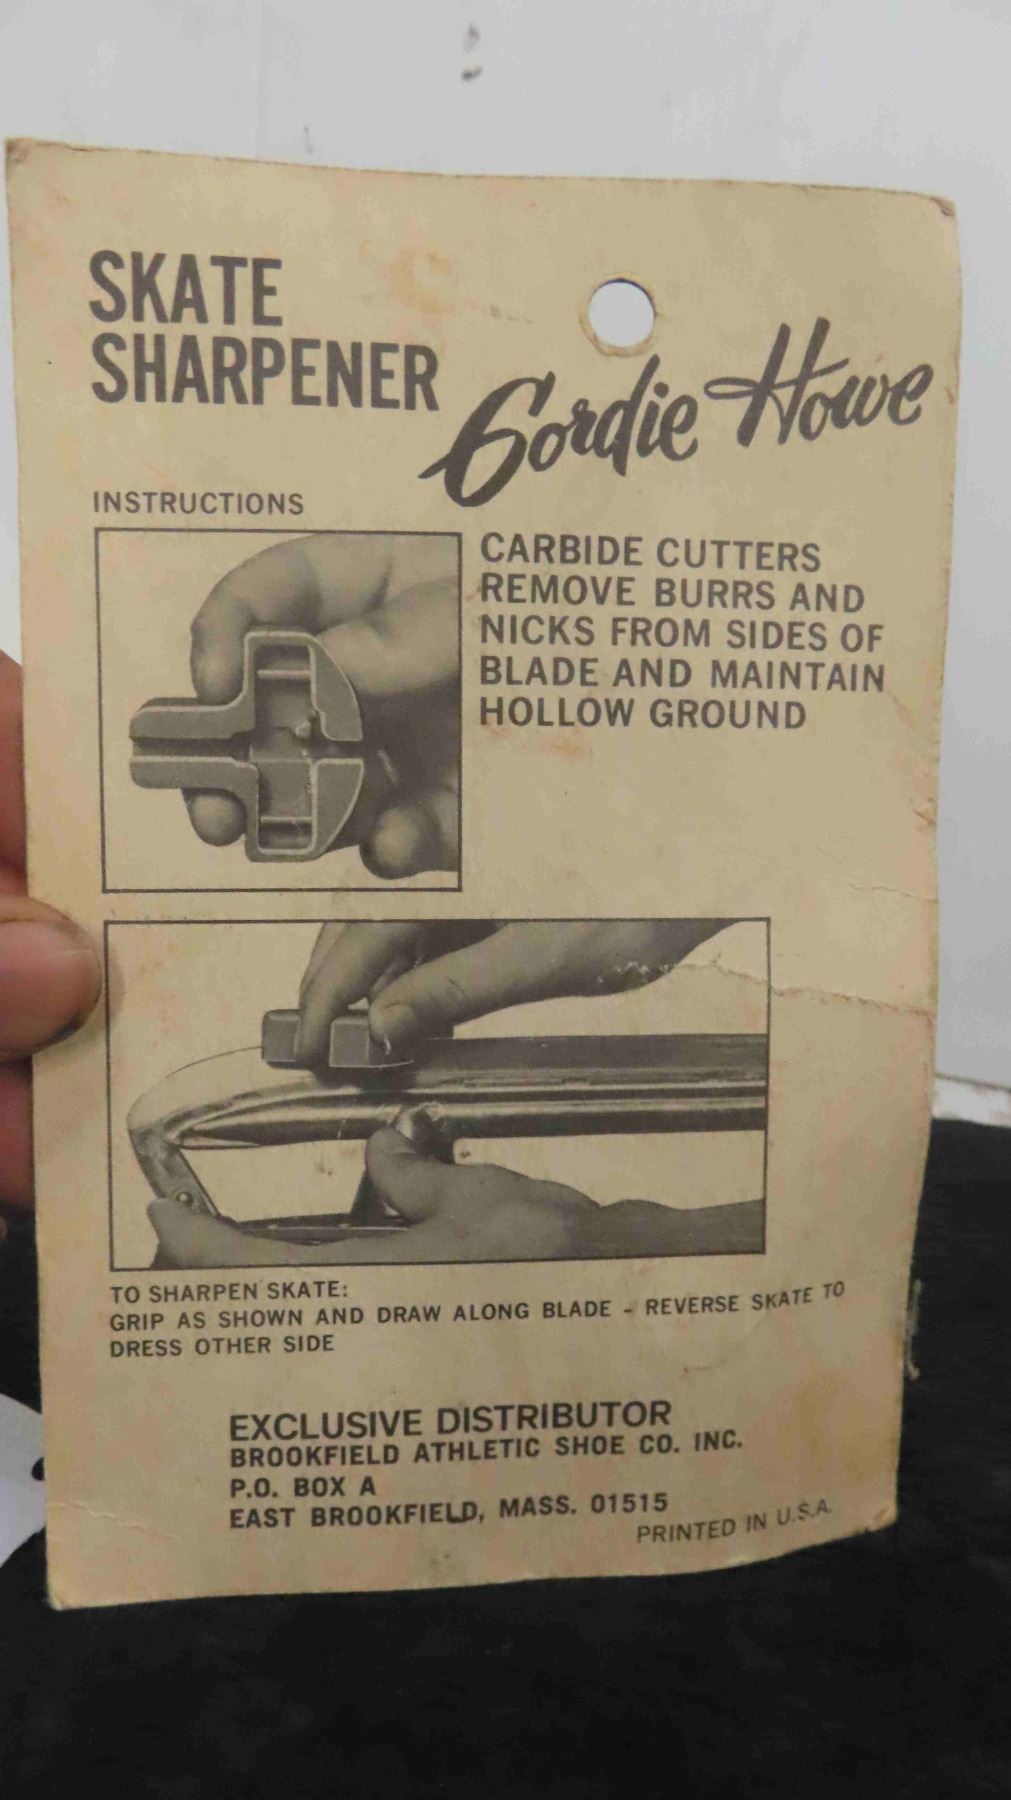 SKATE
SHARPENER
Gordie Howe
INSTRUCTIONS
CARBIDE CUTTERS
REMOVE BURRS AND
NICKS FROM SIDES OF
BLADE AND MAINTAIN
HOLLOW GROUND
TO SHARPEN SKATE:
GRIP AS SHOWN AND DRAW ALONG BLADE - REVERSE SKATE TO
DRESS OTHER SIDE
EXCLUSIVE DISTRIBUTOR
BROOKFIELD ATHLETIC SHOE CO. INC.
P.O. BOX A
EAST BROOKFIELD, MASS. 01515
PRINTED IN U.S.A.